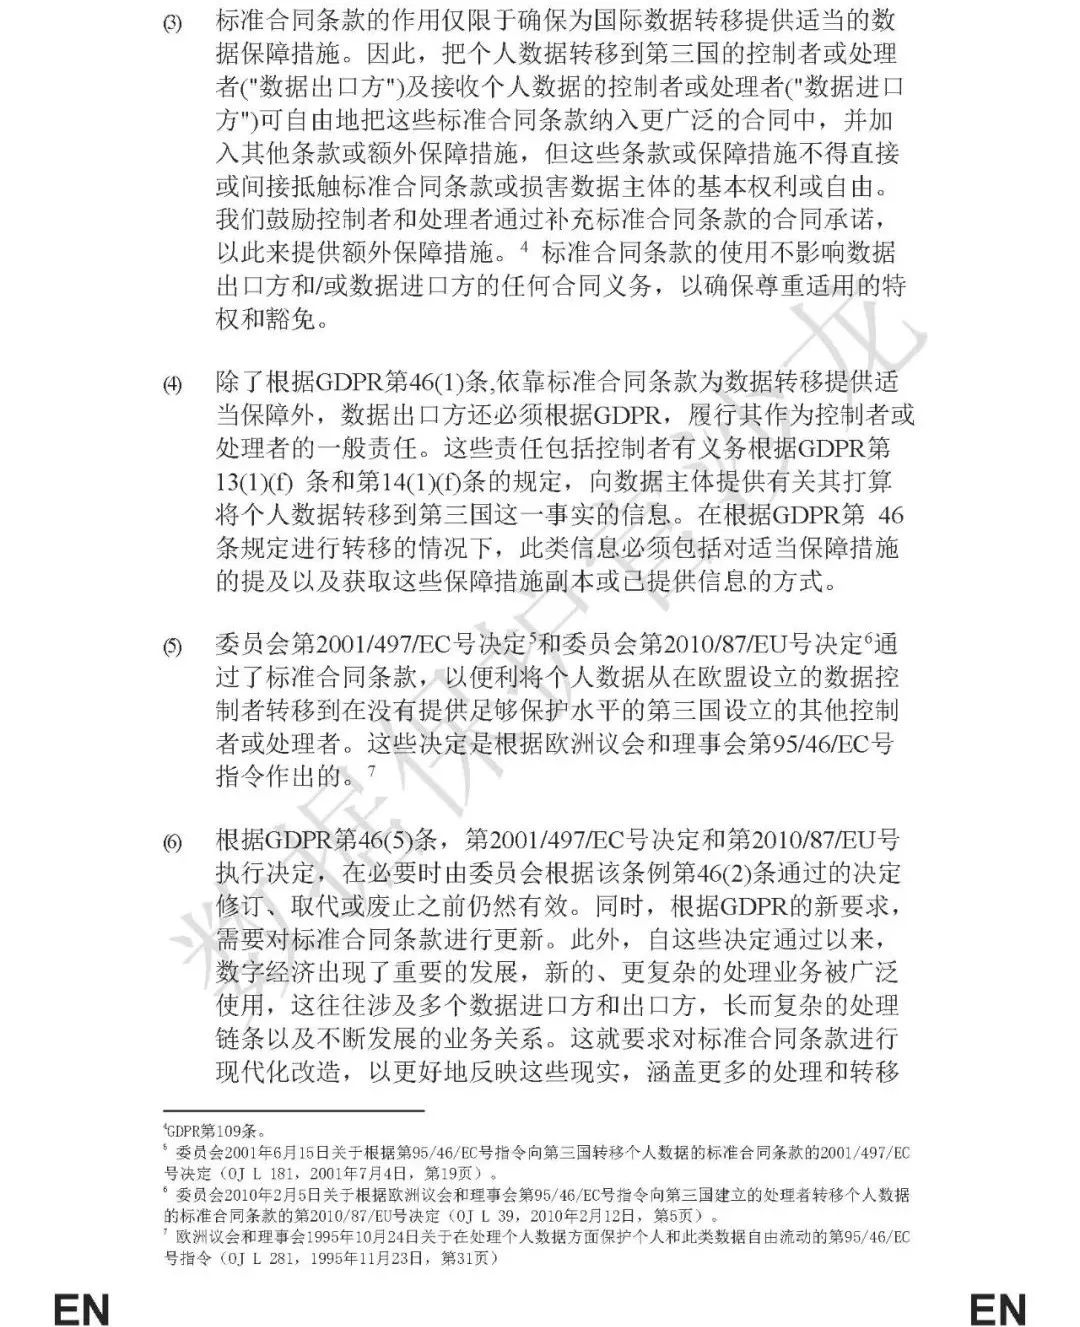 (3) 标准合同条款的作用仅限于确保为国际数据转移提供适当的数
据保障措施。因此，把个人数据转移到第三国的控制者或处理
者("数据出口方")及接收个人数据的控制者或处理者("数据进口
方")可自由地把这些标准合同条款纳入更广泛的合同中，并加
入其他条款或额外保障措施，但这些条款或保障措施不得直接
或间接抵触标准合同条款或损害数据主体的基本权利或自由。
我们鼓励控制者和处理者通过补充标准合同条款的合同承诺，
以此来提供额外保障措施。4 标准合同条款的使用不影响数据
出口方和/或数据进口方的任何合同义务，以确保尊重适用的特
权和豁免。
(4) 除了根据GDPR第46(1)条,依靠标准合同条款为数据转移提供适
当保障外，数据出口方还必须根据GDPR，履行其作为控制者或
处理者的一般责任。这些责任包括控制者有义务根据GDPR第
13(1)(f) 条和第14(1)(f)条的规定，向数据主体提供有关其打算
将个人数据转移到第三国这一事实的信息。在根据GDPR第 46
条规定进行转移的情况下，此类信息必须包括对适当保障措施
的提及以及获取这些保障措施副本或已提供信息的方式。
(5) 委员会第2001/497/EC号决定5和委员会第2010/87/EU号决定6通
过了标准合同条款，以便利将个人数据从在欧盟设立的数据控
制者转移到在没有提供足够保护水平的第三国设立的其他控制
者或处理者。这些决定是根据欧洲议会和理事会第95/46/EC号
指令作出的。7
(6) 根据GDPR第46(5)条，第2001/497/EC号决定和第2010/87/EU号
执行决定，在必要时由委员会根据该条例第46(2)条通过的决定
修订、取代或废止之前仍然有效。同时，根据GDPR的新要求，
需要对标准合同条款进行更新。此外，自这些决定通过以来，
数字经济出现了重要的发展，新的、更复杂的处理业务被广泛
使用，这往往涉及多个数据进口方和出口方，长而复杂的处理
链条以及不断发展的业务关系。这就要求对标准合同条款进行
现代化改造，以更好地反映这些现实，涵盖更多的处理和转移
4GDPR第109条。
5 委员会2001年6月15日关于根据第95/46/EC号指令向第三国转移个人数据的标准合同条款的2001/497/EC
号决定（OJ L 181，2001年7月4日，第19页）。
6 委员会2010年2月5日关于根据欧洲议会和理事会第95/46/EC号指令向第三国建立的处理者转移个人数据
的标准合同条款的第2010/87/EU号决定（OJ L 39，2010年2月12日，第5页）。
7 欧洲议会和理事会1995年10月24日关于在处理个人数据方面保护个人和此类数据自由流动的第95/46/EC
号指令（OJ L 281，1995年11月23日，第31页）
EN EN
数据保护官沙龙